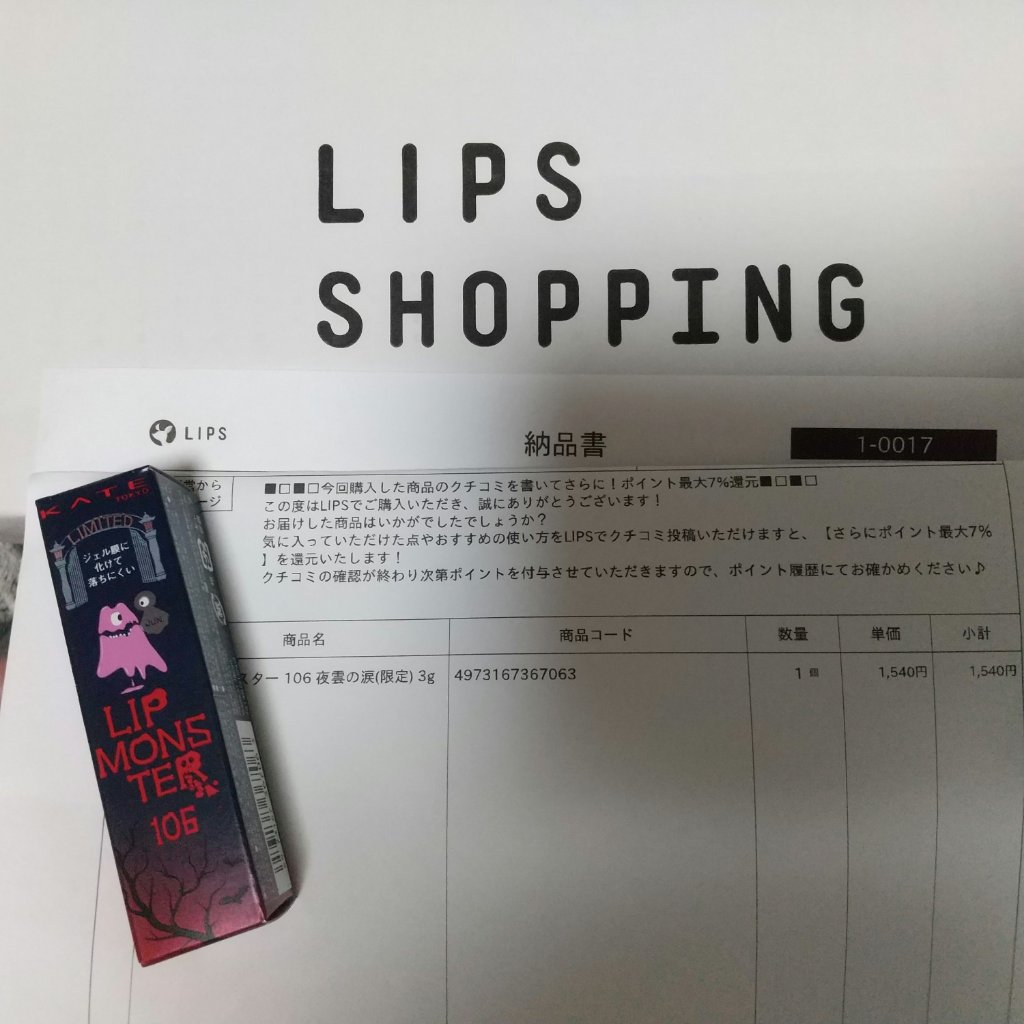 LIPS
SHOPPING
LIPS
納品書
1-0017
営から
ージ
■□■□今回購入した商品のクチコミを書いてさらに！ポイント最大7%還元■□■□
この度はLIPSでご購入いただき、誠にありがとうございます！
お届けした商品はいかがでしたでしょうか？
気に入っていただけた点やおすすめの使い方をLIPSでクチコミ投稿いただけますと、【さらにポイント最大7%
】を還元いたします！
クチコミの確認が終わり次第ポイントを付与させていただきますので、ポイント履歴にてお確かめください♪
商品名 商品コード 数量 単価 小計
スター 106 夜雲の涙(限定) 3g 4973167367063 1 個 1,540円 1,540円
KATE
TOKYO
LIMITED
ジェル膜に
化けて
落ちにくい
JUN
LIP
MONS
TER
106